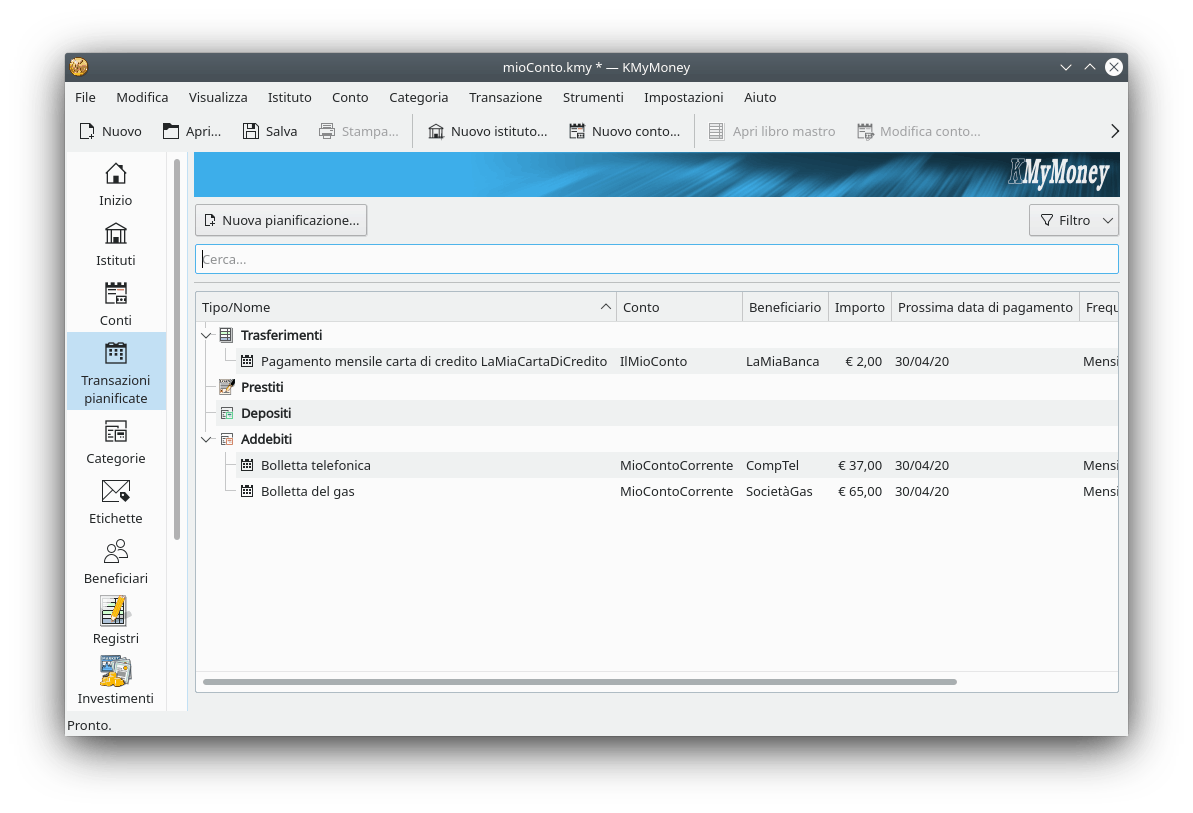 mioConto.kmy * — KMyMoney
File Modifica Visualizza Istituto Conto Categoria Transazione Strumenti Impostazioni Aiuto
Nuovo Apri... Salva Stampa... Nuovo istituto... Nuovo conto... Apri libro mastro Modifica conto...
Inizio
Istituti
Conti
Transazioni
pianificate
Categorie
Etichette
Beneficiari
Registri
Investimenti
KMyMoney
Nuova pianificazione... Filtro
Cerca...
Tipo/Nome Conto Beneficiario Importo Prossima data di pagamento Frequ
Trasferimenti
Pagamento mensile carta di credito LaMiaCartaDiCredito IlMioConto LaMiaBanca € 2,00 30/04/20 Mensi
Prestiti
Depositi
Addebiti
Bolletta telefonica MioContoCorrente CompTel € 37,00 30/04/20 Mensi
Bolletta del gas MioContoCorrente SocietàGas € 65,00 30/04/20 Mensi
Pronto.